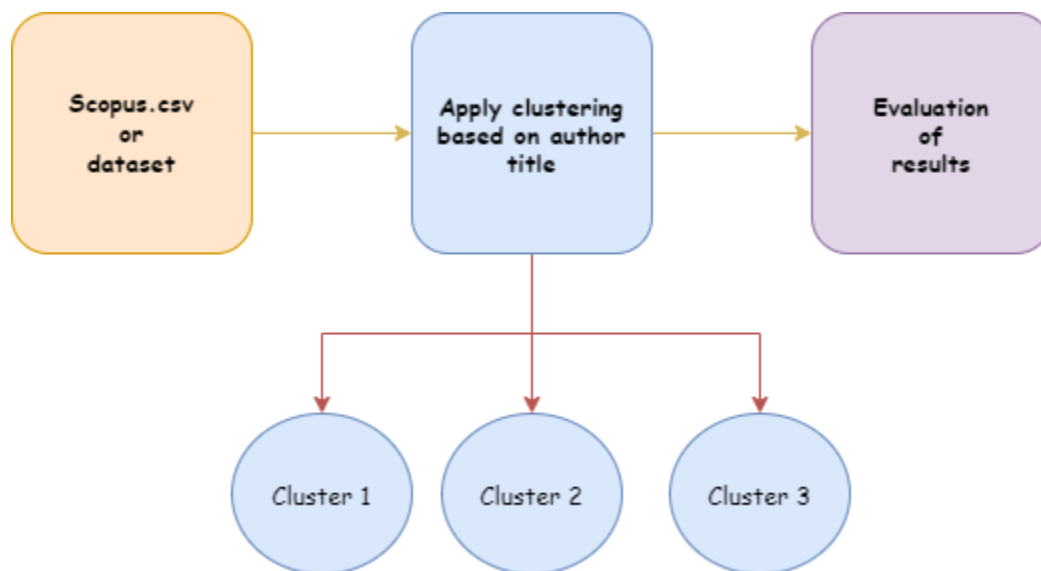 Scopus.csv
or
dataset
Apply clustering
based on author
title
Evaluation
of
results
Cluster 1
Cluster 2
Cluster 3